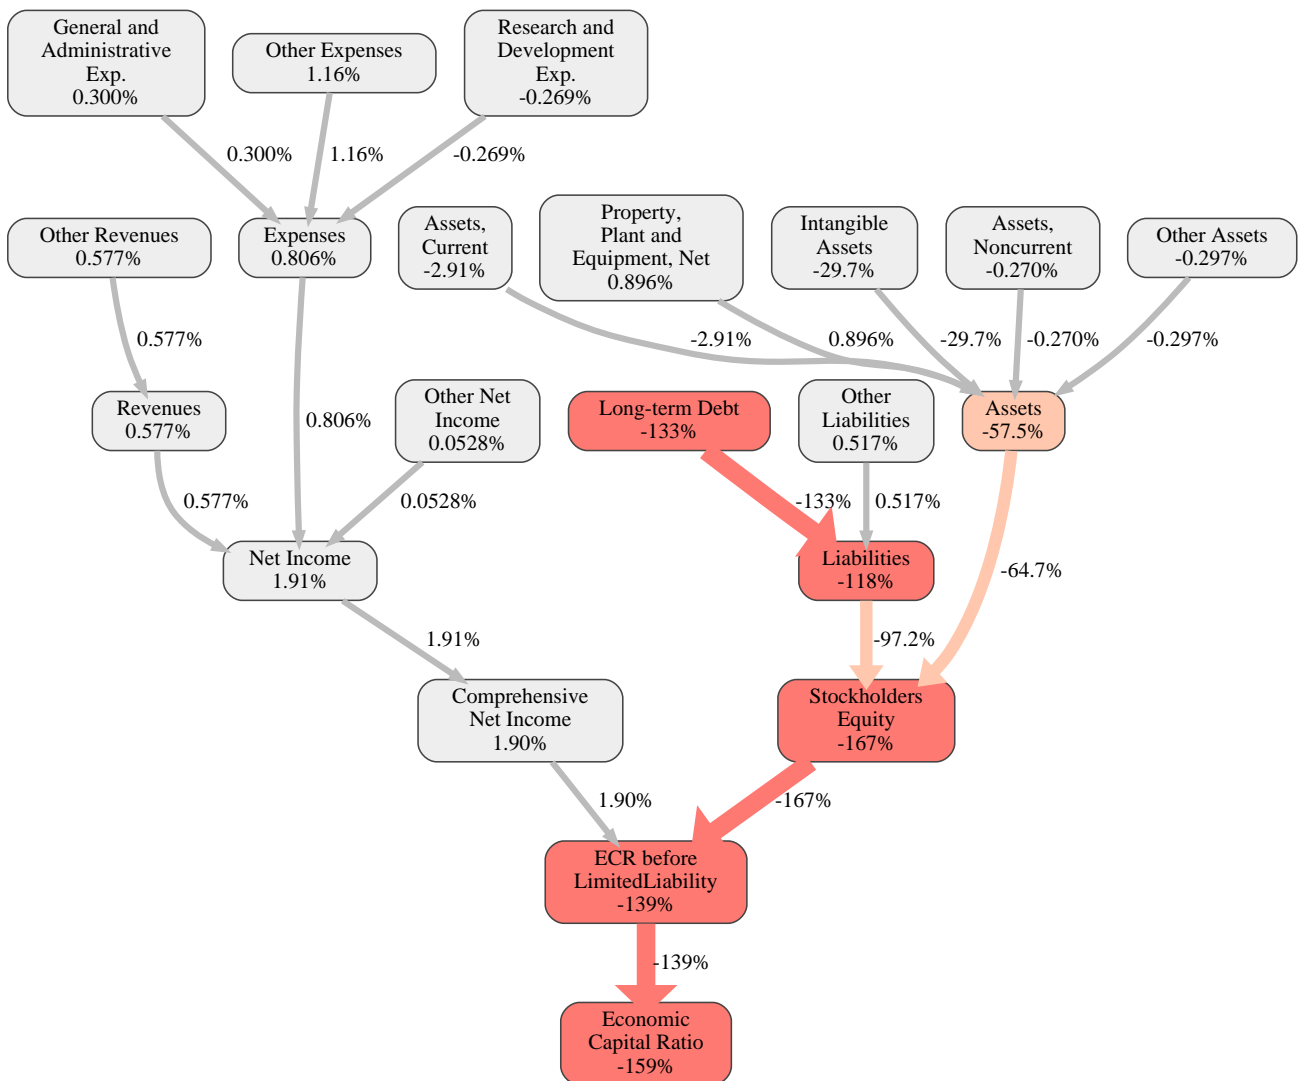 General and
Administrative
Exp.
0.300%
Other Expenses
1.16%
Research and
Development
Exp.
-0.269%
0.300%
1.16%
-0.269%
Other Revenues
0.577%
Expenses
0.806%
Assets,
Current
-2.91%
Property,
Plant and
Equipment, Net
0.896%
Intangible
Assets
-29.7%
Assets,
Noncurrent
-0.270%
Other Assets
-0.297%
0.577%
-2.91%
0.896%
-29.7%
-0.270%
-0.297%
Revenues
0.577%
0.806%
Other Net
Income
0.0528%
Long-term Debt
-133%
Other
Liabilities
0.517%
Assets
-57.5%
0.577%
0.0528%
-133%
0.517%
Net Income
1.91%
Liabilities
-118%
-64.7%
1.91%
-97.2%
Comprehensive
Net Income
1.90%
Stockholders
Equity
-167%
1.90%
-167%
ECR before
LimitedLiability
-139%
-139%
Economic
Capital Ratio
-159%